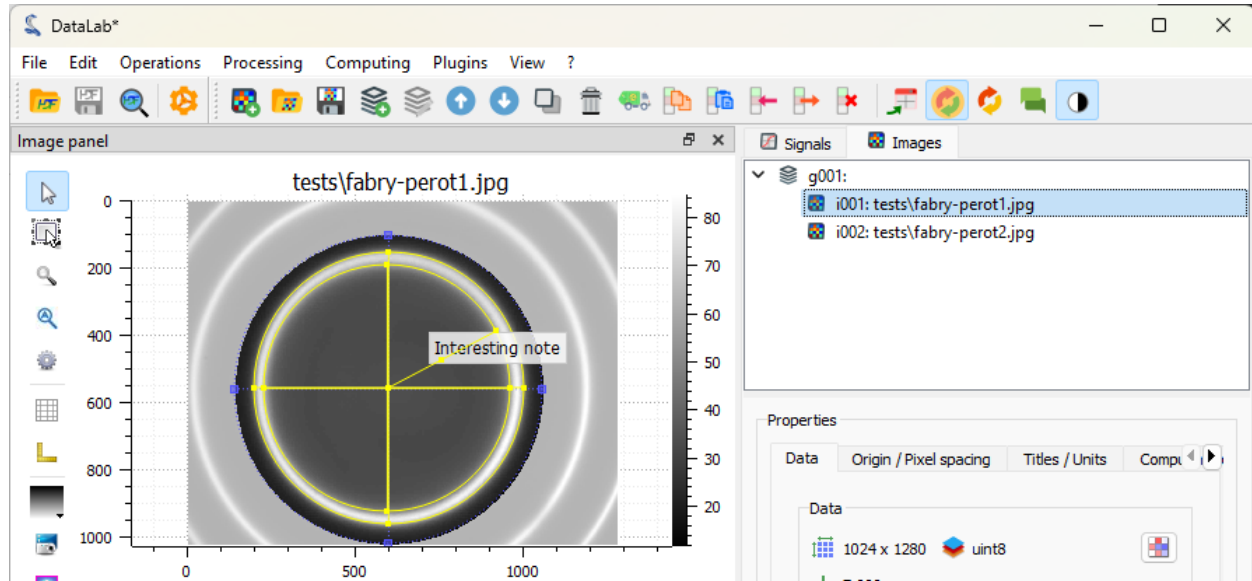 DataLab*
File Edit Operations Processing Computing Plugins View ?
Image panel
Signals Images
tests\fabry-perot1.jpg
g001:
i001: tests\fabry-perot1.jpg
i002: tests\fabry-perot2.jpg
0
200
400
600
800
1000
0 500 1000
80
70
60
50
40
30
20
Interesting note
Properties
Data Origin / Pixel spacing Titles / Units
Data
1024 x 1280 uint8